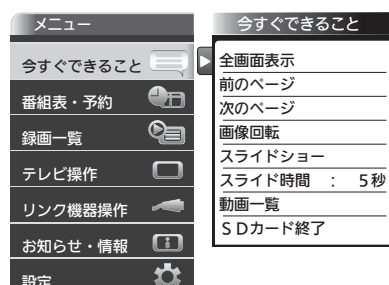 メニュー
今すぐできること
番組表・予約
録画一覧
テレビ操作
リンク機器操作
お知らせ・情報
設定
今すぐできること
全画面表示
前のページ
次のページ
画像回転
スライドショー
スライド時間 : 5秒
動画一覧
SDカード終了